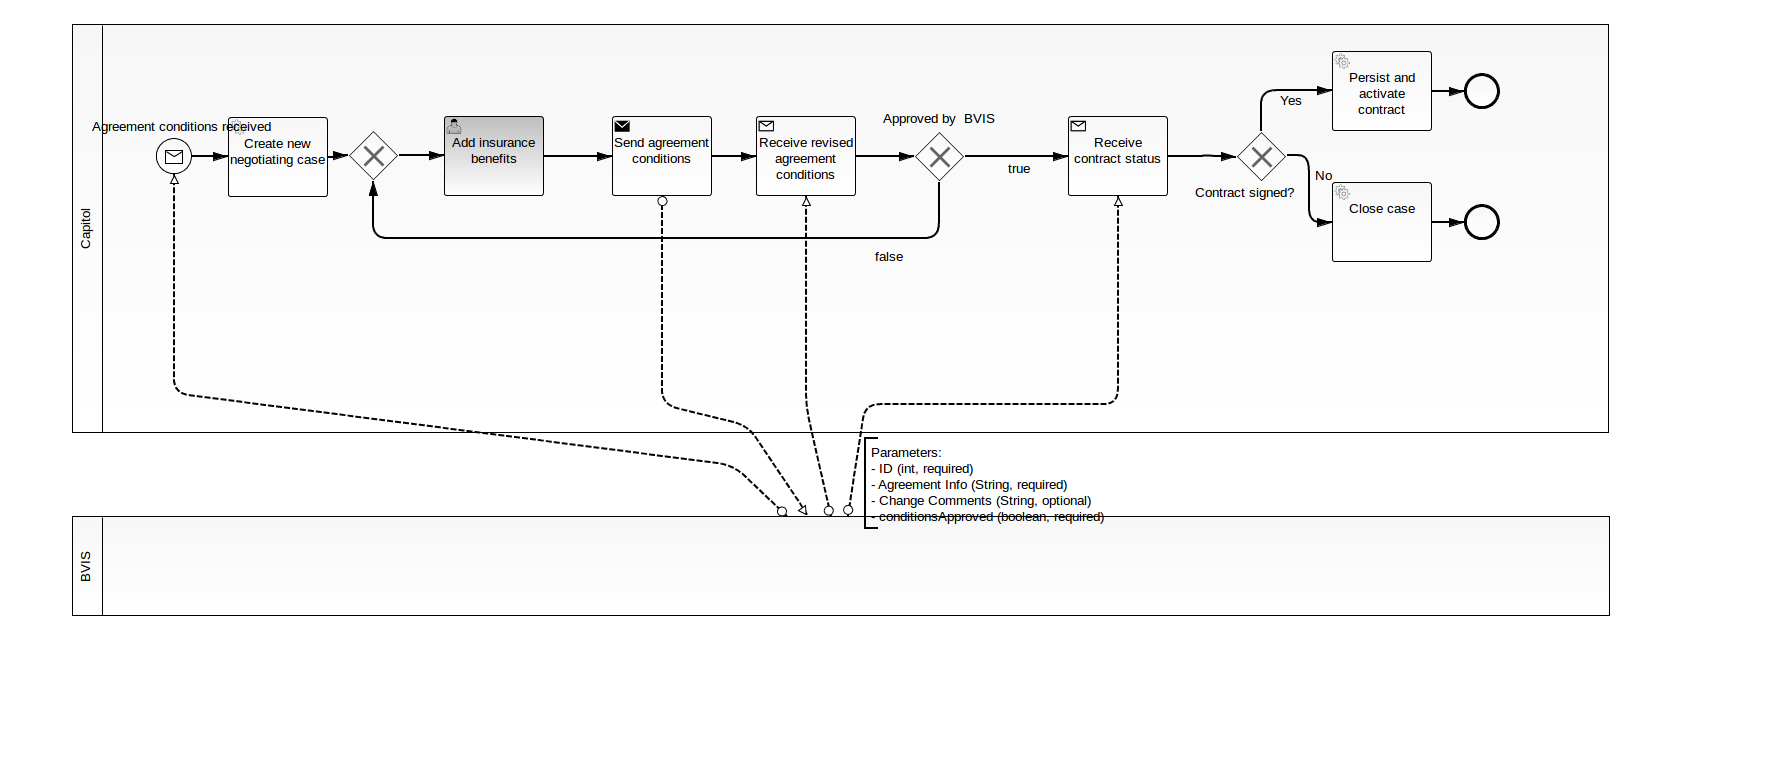 Capitol
Agreement conditions received
Create new
negotiating case
Add insurance
benefits
Send agreement
conditions
Receive revised
agreement
conditions
Approved by  BVIS
true
false
Receive
contract status
Contract signed?
Yes
No
Persist and
activate
contract
Close case
Parameters:
- ID (int, required)
- Agreement Info (String, required)
- Change Comments (String, optional)
- conditionsApproved (boolean, required)
BVIS